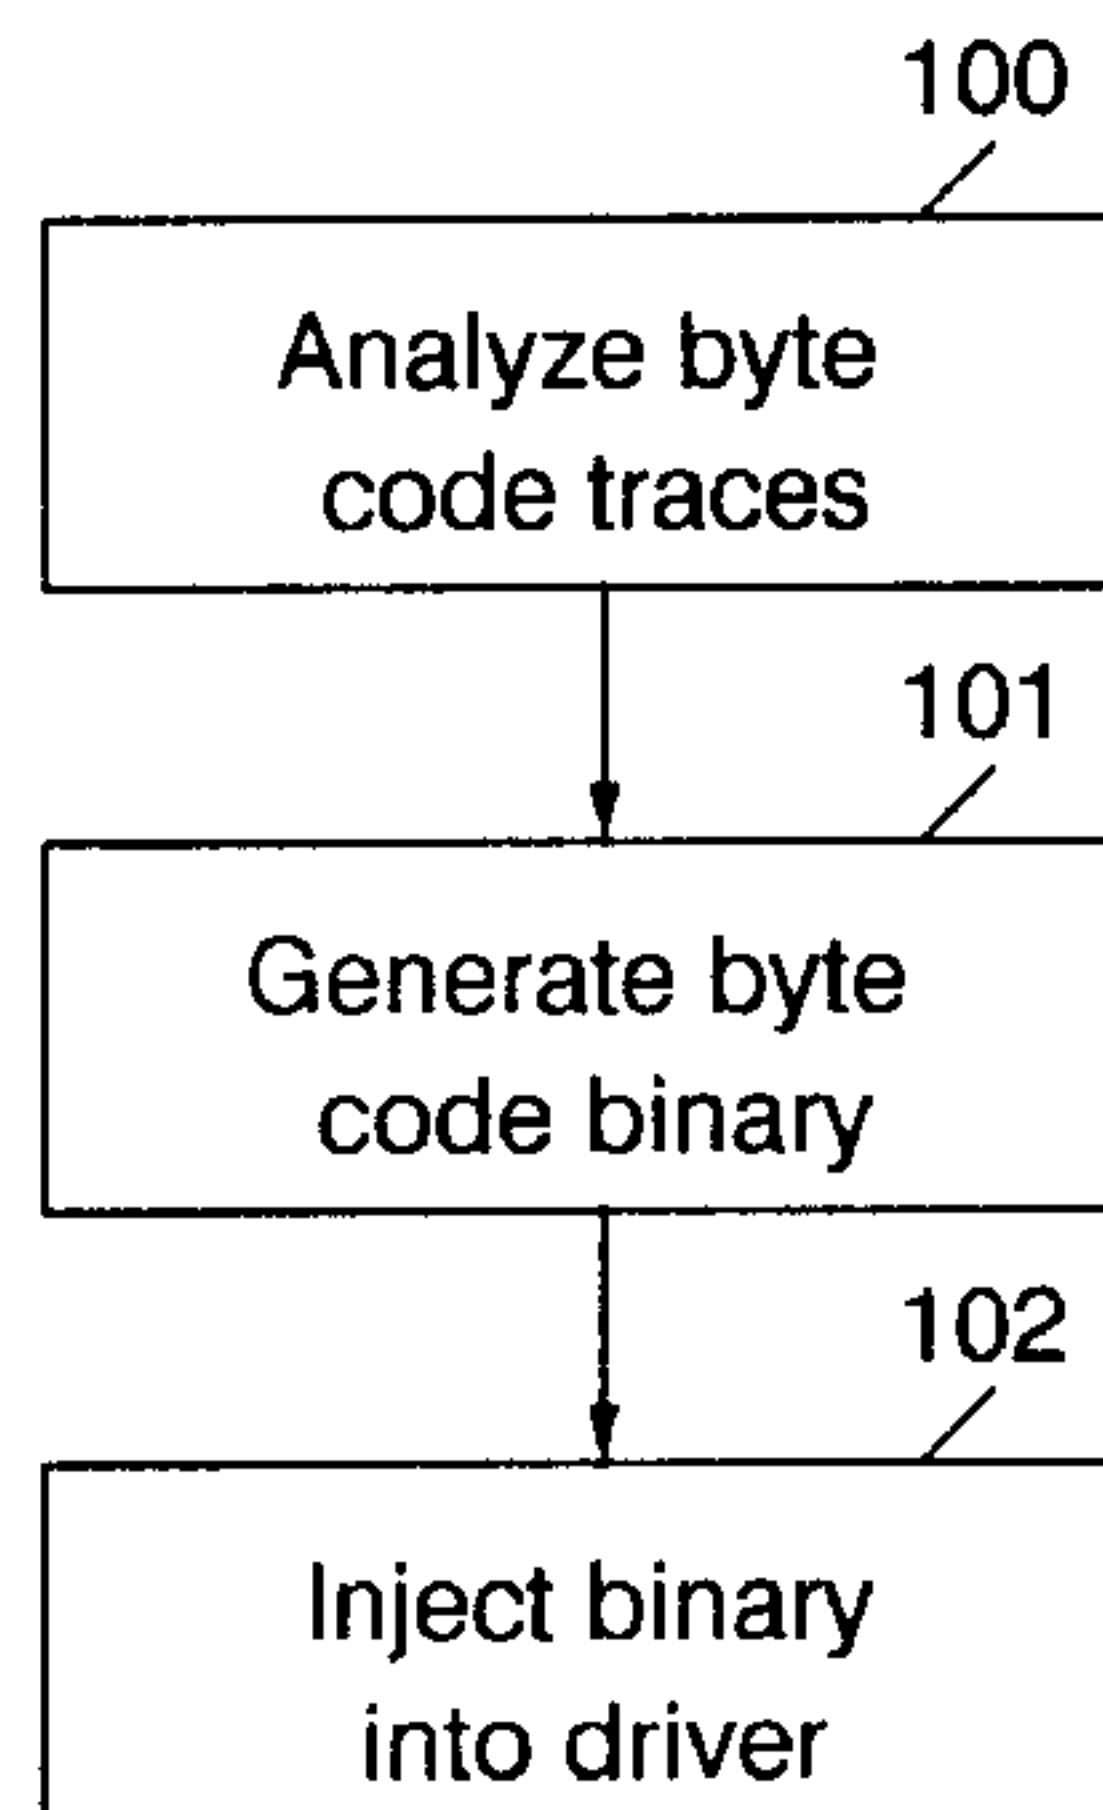 100
Analyze byte
code traces
101
Generate byte
code binary
102
Inject binary
into driver